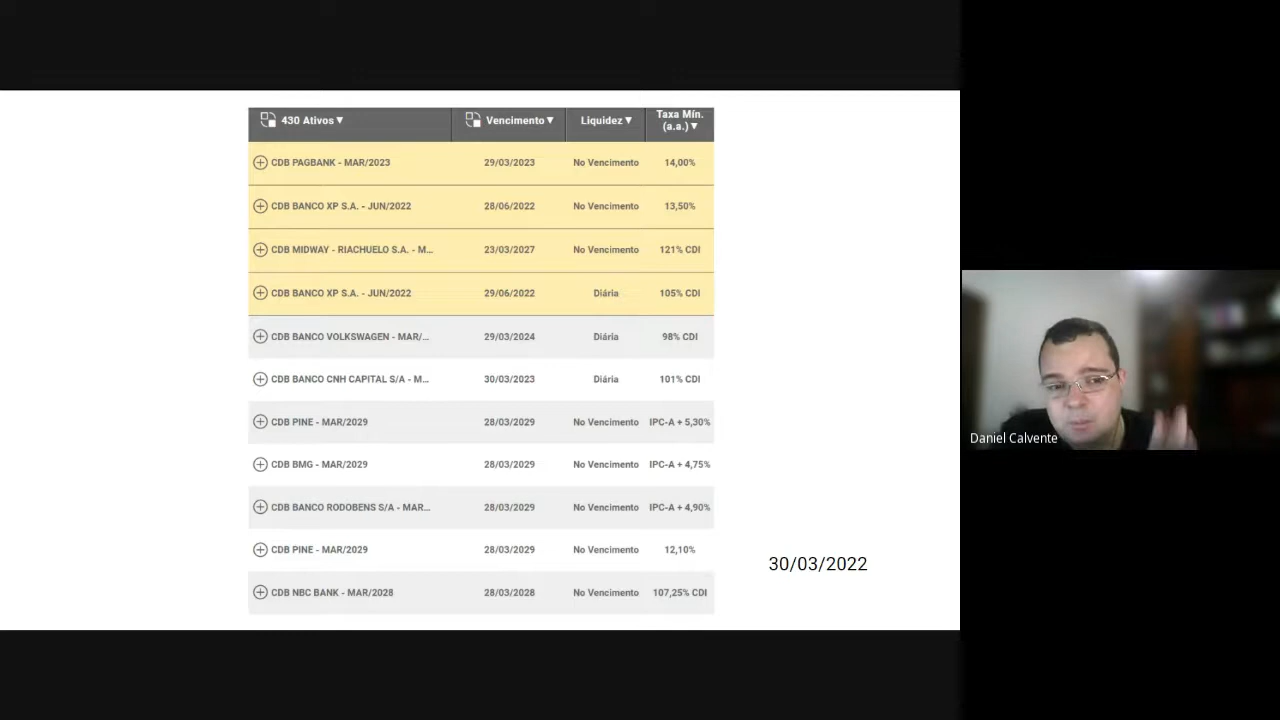 430 Ativos▼ Vencimento▼ Liquidez▼ Taxa Mín. (a.a.)▼
CDB PAGBANK - MAR/2023 29/03/2023 No Vencimento 14,00%
CDB BANCO XP S.A. - JUN/2022 28/06/2022 No Vencimento 13,50%
CDB MIDWAY - RIACHUELO S.A. - M... 23/03/2027 No Vencimento 121% CDI
CDB BANCO XP S.A. - JUN/2022 29/06/2022 Diária 105% CDI
CDB BANCO VOLKSWAGEN - MAR/... 29/03/2024 Diária 98% CDI
CDB BANCO CNH CAPITAL S/A - M... 30/03/2023 Diária 101% CDI
CDB PINE - MAR/2029 28/03/2029 No Vencimento IPC-A + 5,30%
CDB BMG - MAR/2029 28/03/2029 No Vencimento IPC-A + 4,75%
CDB BANCO RODOBENS S/A - MAR... 28/03/2029 No Vencimento IPC-A + 4,90%
CDB PINE - MAR/2029 28/03/2029 No Vencimento 12,10%
CDB NBC BANK - MAR/2028 28/03/2028 No Vencimento 107,25% CDI
30/03/2022
Daniel Calvente